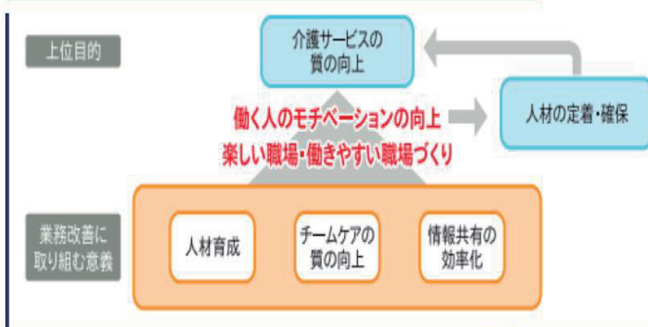 上位目的
介護サービスの
質の向上
働く人のモチベーションの向上
楽しい職場・働きやすい職場づくり
人材の定着・確保
業務改善に
取り組む意義
人材育成
チームケアの
質の向上
情報共有の
効率化